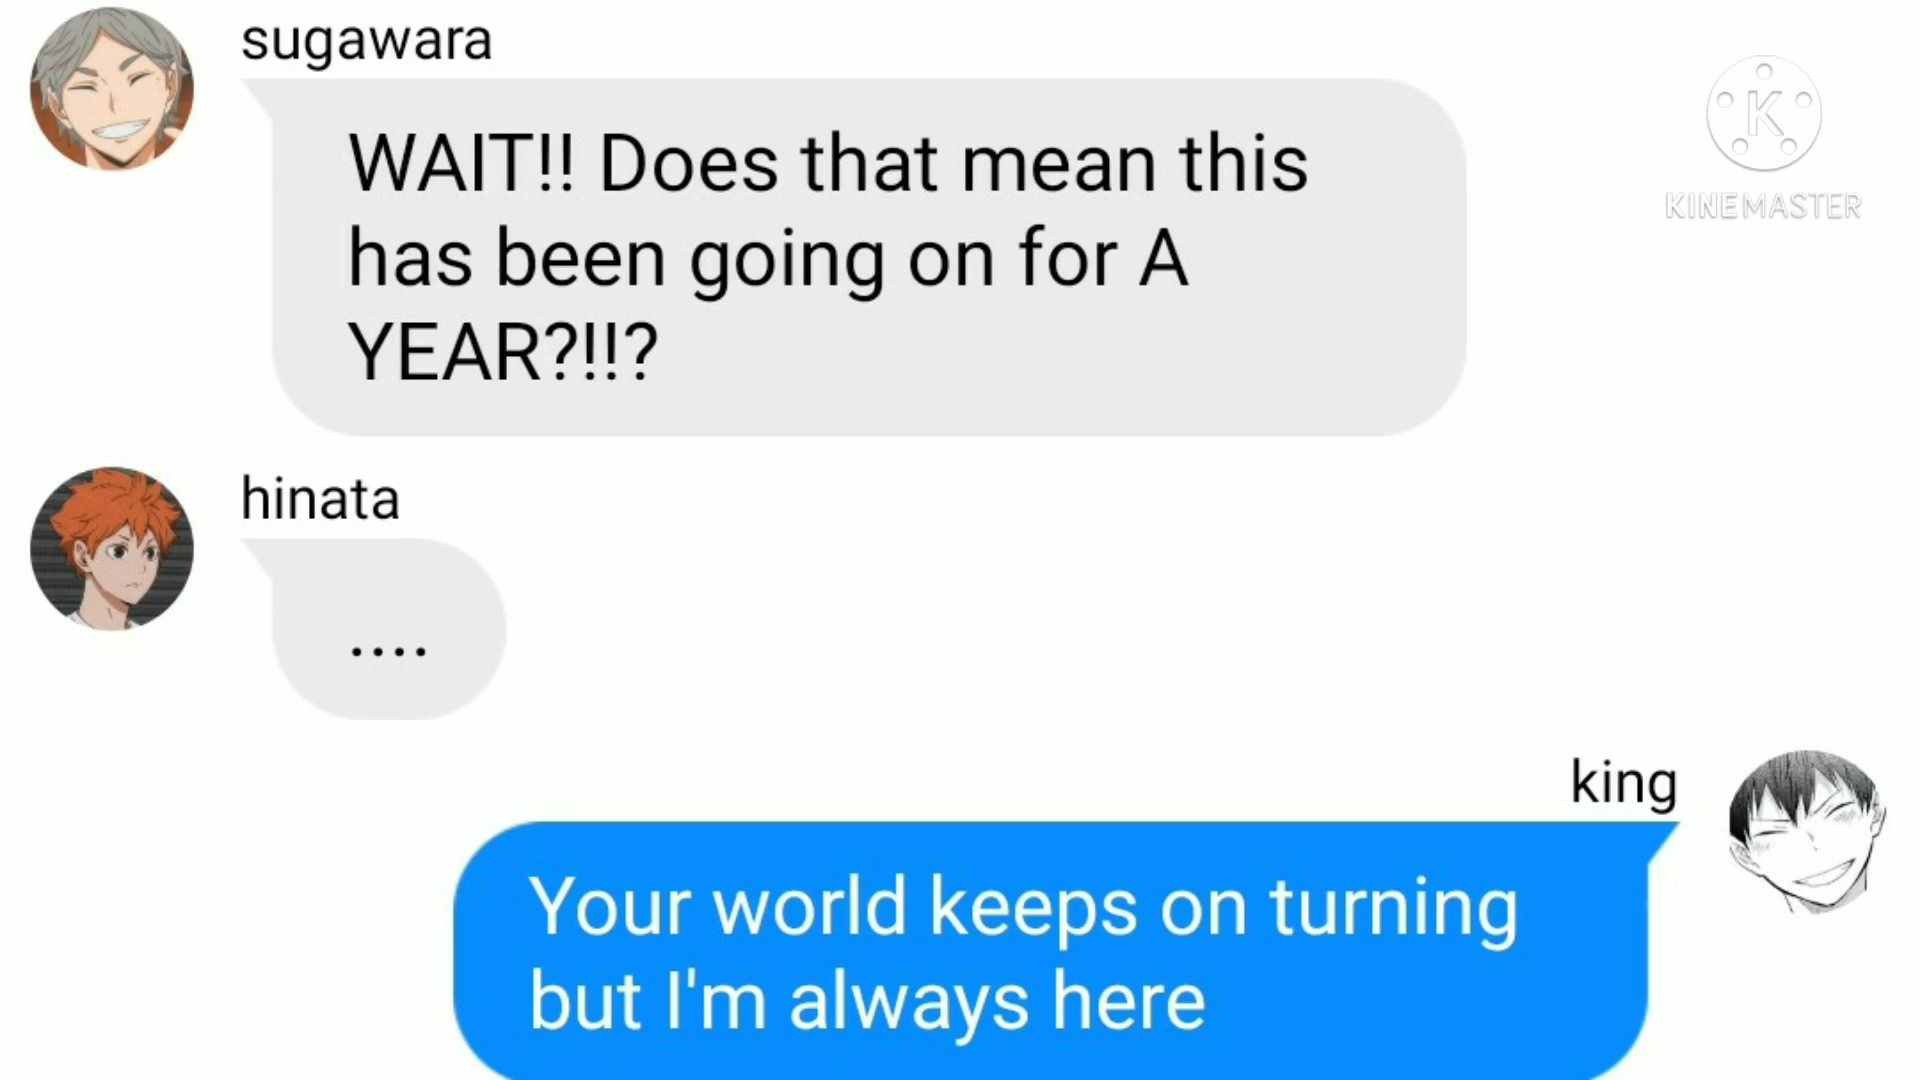 sugawara
WAIT!! Does that mean this
has been going on for A
YEAR?!!?
K
KINEMASTER
hinata
....
king
Your world keeps on turning
but I'm always here